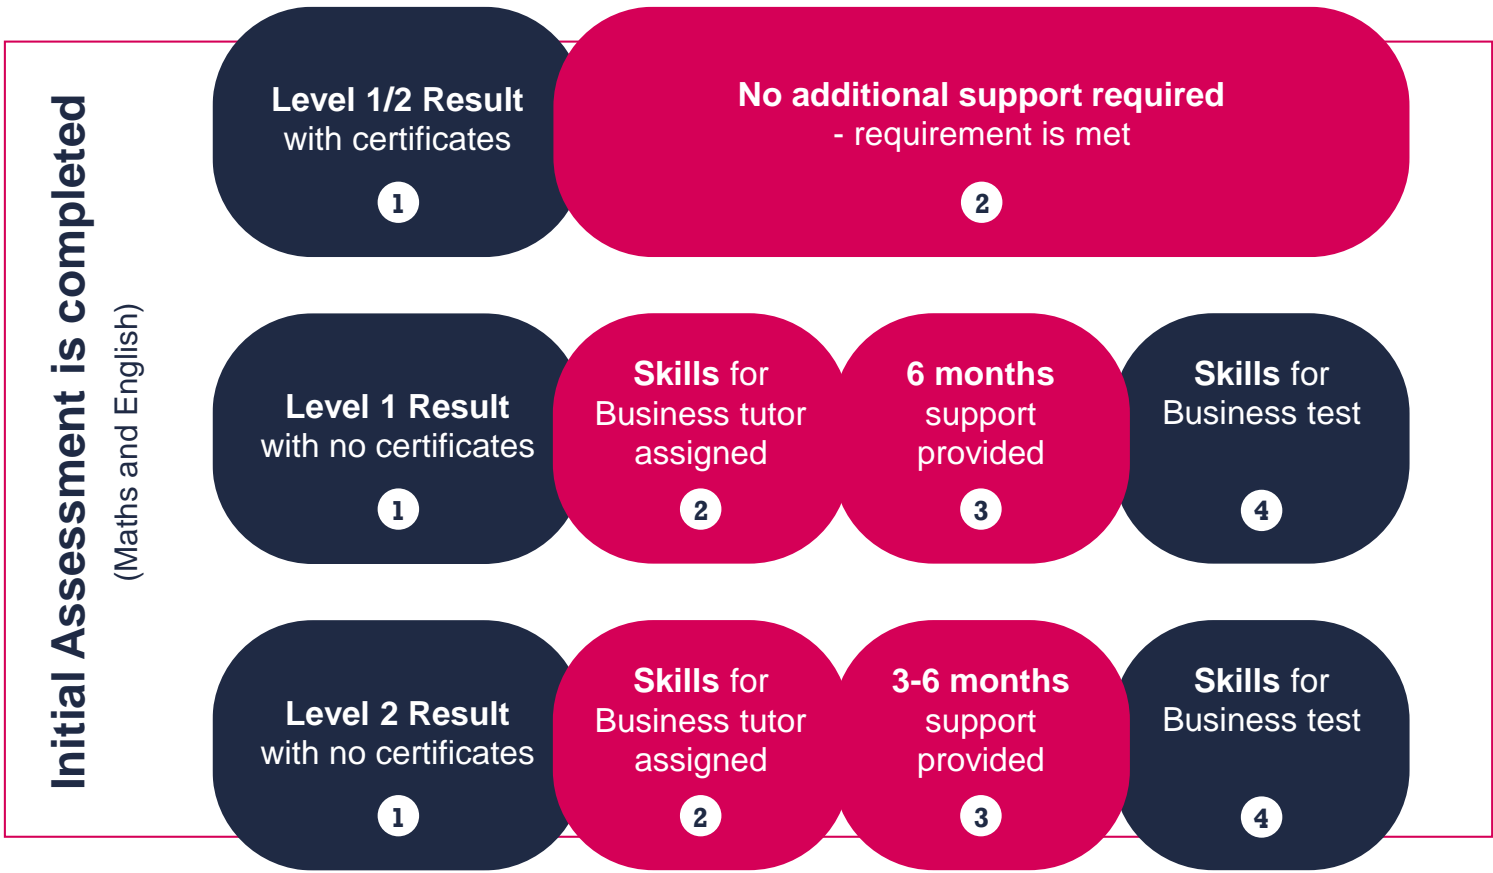 Initial Assessment is completed
(Maths and English)
Level 1/2 Result
with certificates
1
No additional support required
- requirement is met
2
Level 1 Result
with no certificates
1
Skills for
Business tutor
assigned
2
6 months
support
provided
3
Skills for
Business test
4
Level 2 Result
with no certificates
1
Skills for
Business tutor
assigned
2
3-6 months
support
provided
3
Skills for
Business test
4